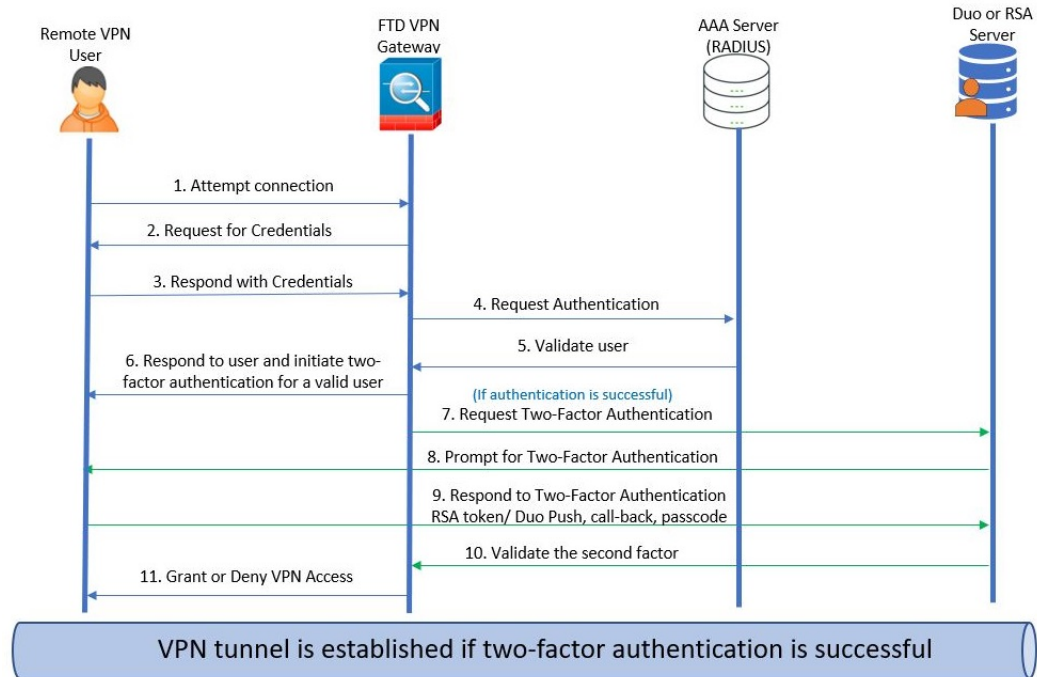 Remote VPN
User
FTD VPN
Gateway
AAA Server
(RADIUS)
Duo or RSA
Server
1. Attempt connection
2. Request for Credentials
3. Respond with Credentials
4. Request Authentication
5. Validate user
6. Respond to user and initiate two-
factor authentication for a valid user
(If authentication is successful)
7. Request Two-Factor Authentication
8. Prompt for Two-Factor Authentication
9. Respond to Two-Factor Authentication
RSA token/ Duo Push, call-back, passcode
10. Validate the second factor
11. Grant or Deny VPN Access
VPN tunnel is established if two-factor authentication is successful